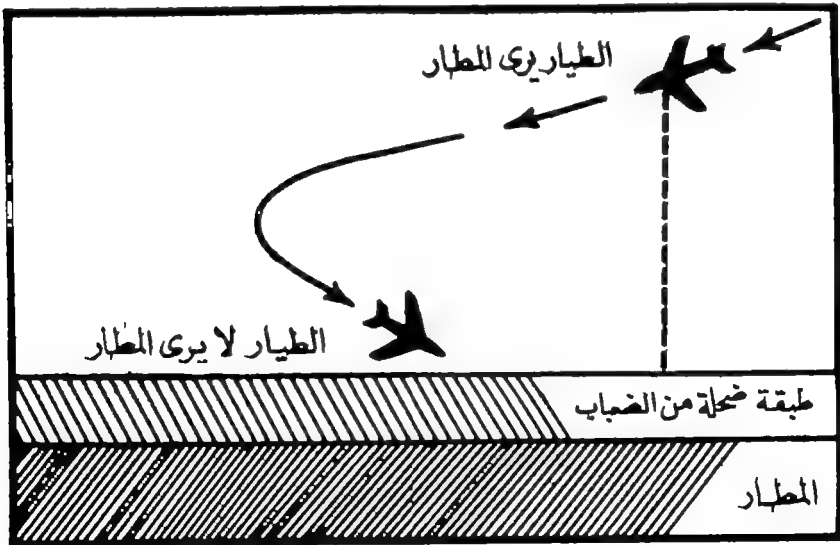 الطيار يرى المطار
الطيار لا يرى المطار
طبقة ضحلة من الضباب
المطار